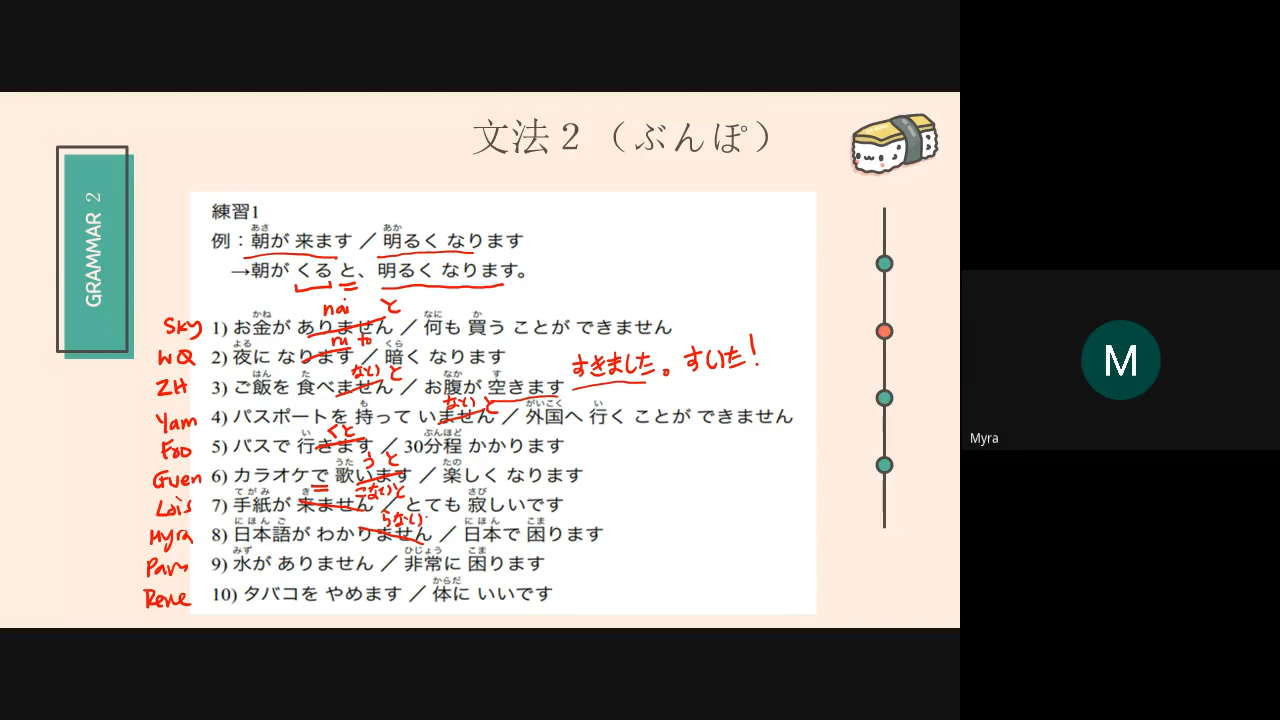 文法２（ぶんぽ）
GRAMMAR 2
練習1
例：朝が 来ます ／ 明るく なります
→朝が くる と、 明るく なります。
nai と
Sky 1) お金が ありません ／ 何も 買う ことが できません
ru to
WQ 2) 夜に なります ／ 暗く なります
すきました。すいた！
ないと
ZH 3) ご飯を 食べません ／ お腹が 空きます
ないと
Yam 4) パスポートを 持って いません ／ 外国へ 行く ことが できません
くと
Foo 5) バスで 行きます ／ 30分程 かかります
うと
Guen 6) カラオケで 歌います ／ 楽しく なります
こないと
Lois 7) 手紙が 来ません ／ とても 寂しいです
らない
Myra 8) 日本語が わかりません ／ 日本で 困ります
9) 水が ありません ／ 非常に 困ります
Rene 10) タバコを やめます ／ 体に いいです
M
Myra